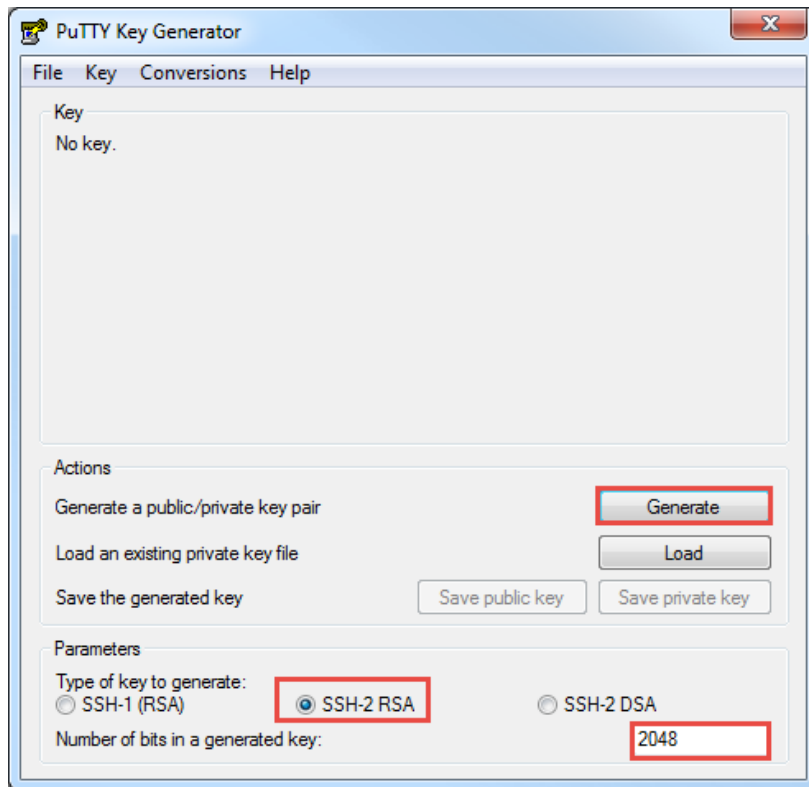 PuTTY Key Generator
File Key Conversions Help
Key
No key.
Actions
Generate a public/private key pair Generate
Load an existing private key file Load
Save the generated key Save public key Save private key
Parameters
Type of key to generate:
SSH-1 (RSA) SSH-2 RSA SSH-2 DSA
Number of bits in a generated key: 2048